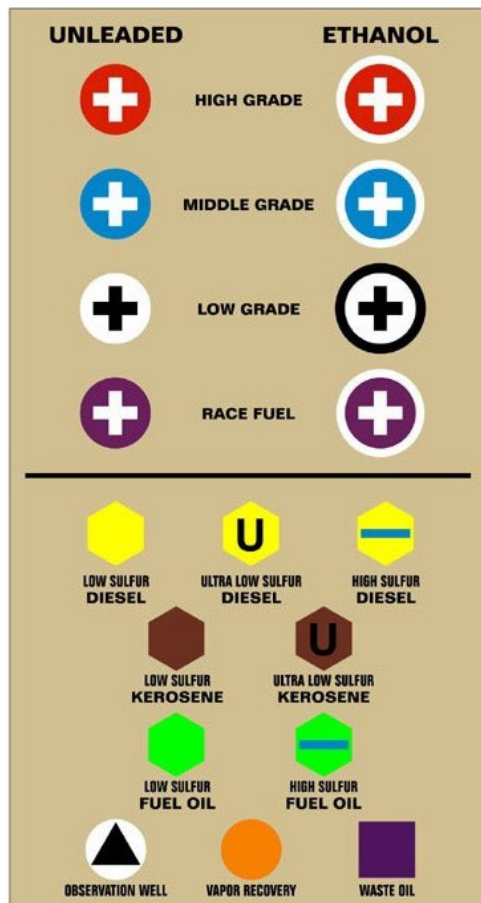 UNLEADED ETHANOL
HIGH GRADE
MIDDLE GRADE
LOW GRADE
RACE FUEL
U
LOW SULFUR ULTRA LOW SULFUR HIGH SULFUR
DIESEL DIESEL DIESEL
U
LOW SULFUR ULTRA LOW SULFUR
KEROSENE KEROSENE
LOW SULFUR HIGH SULFUR
FUEL OIL FUEL OIL
OBSERVATION WELL VAPOR RECOVERY WASTE OIL